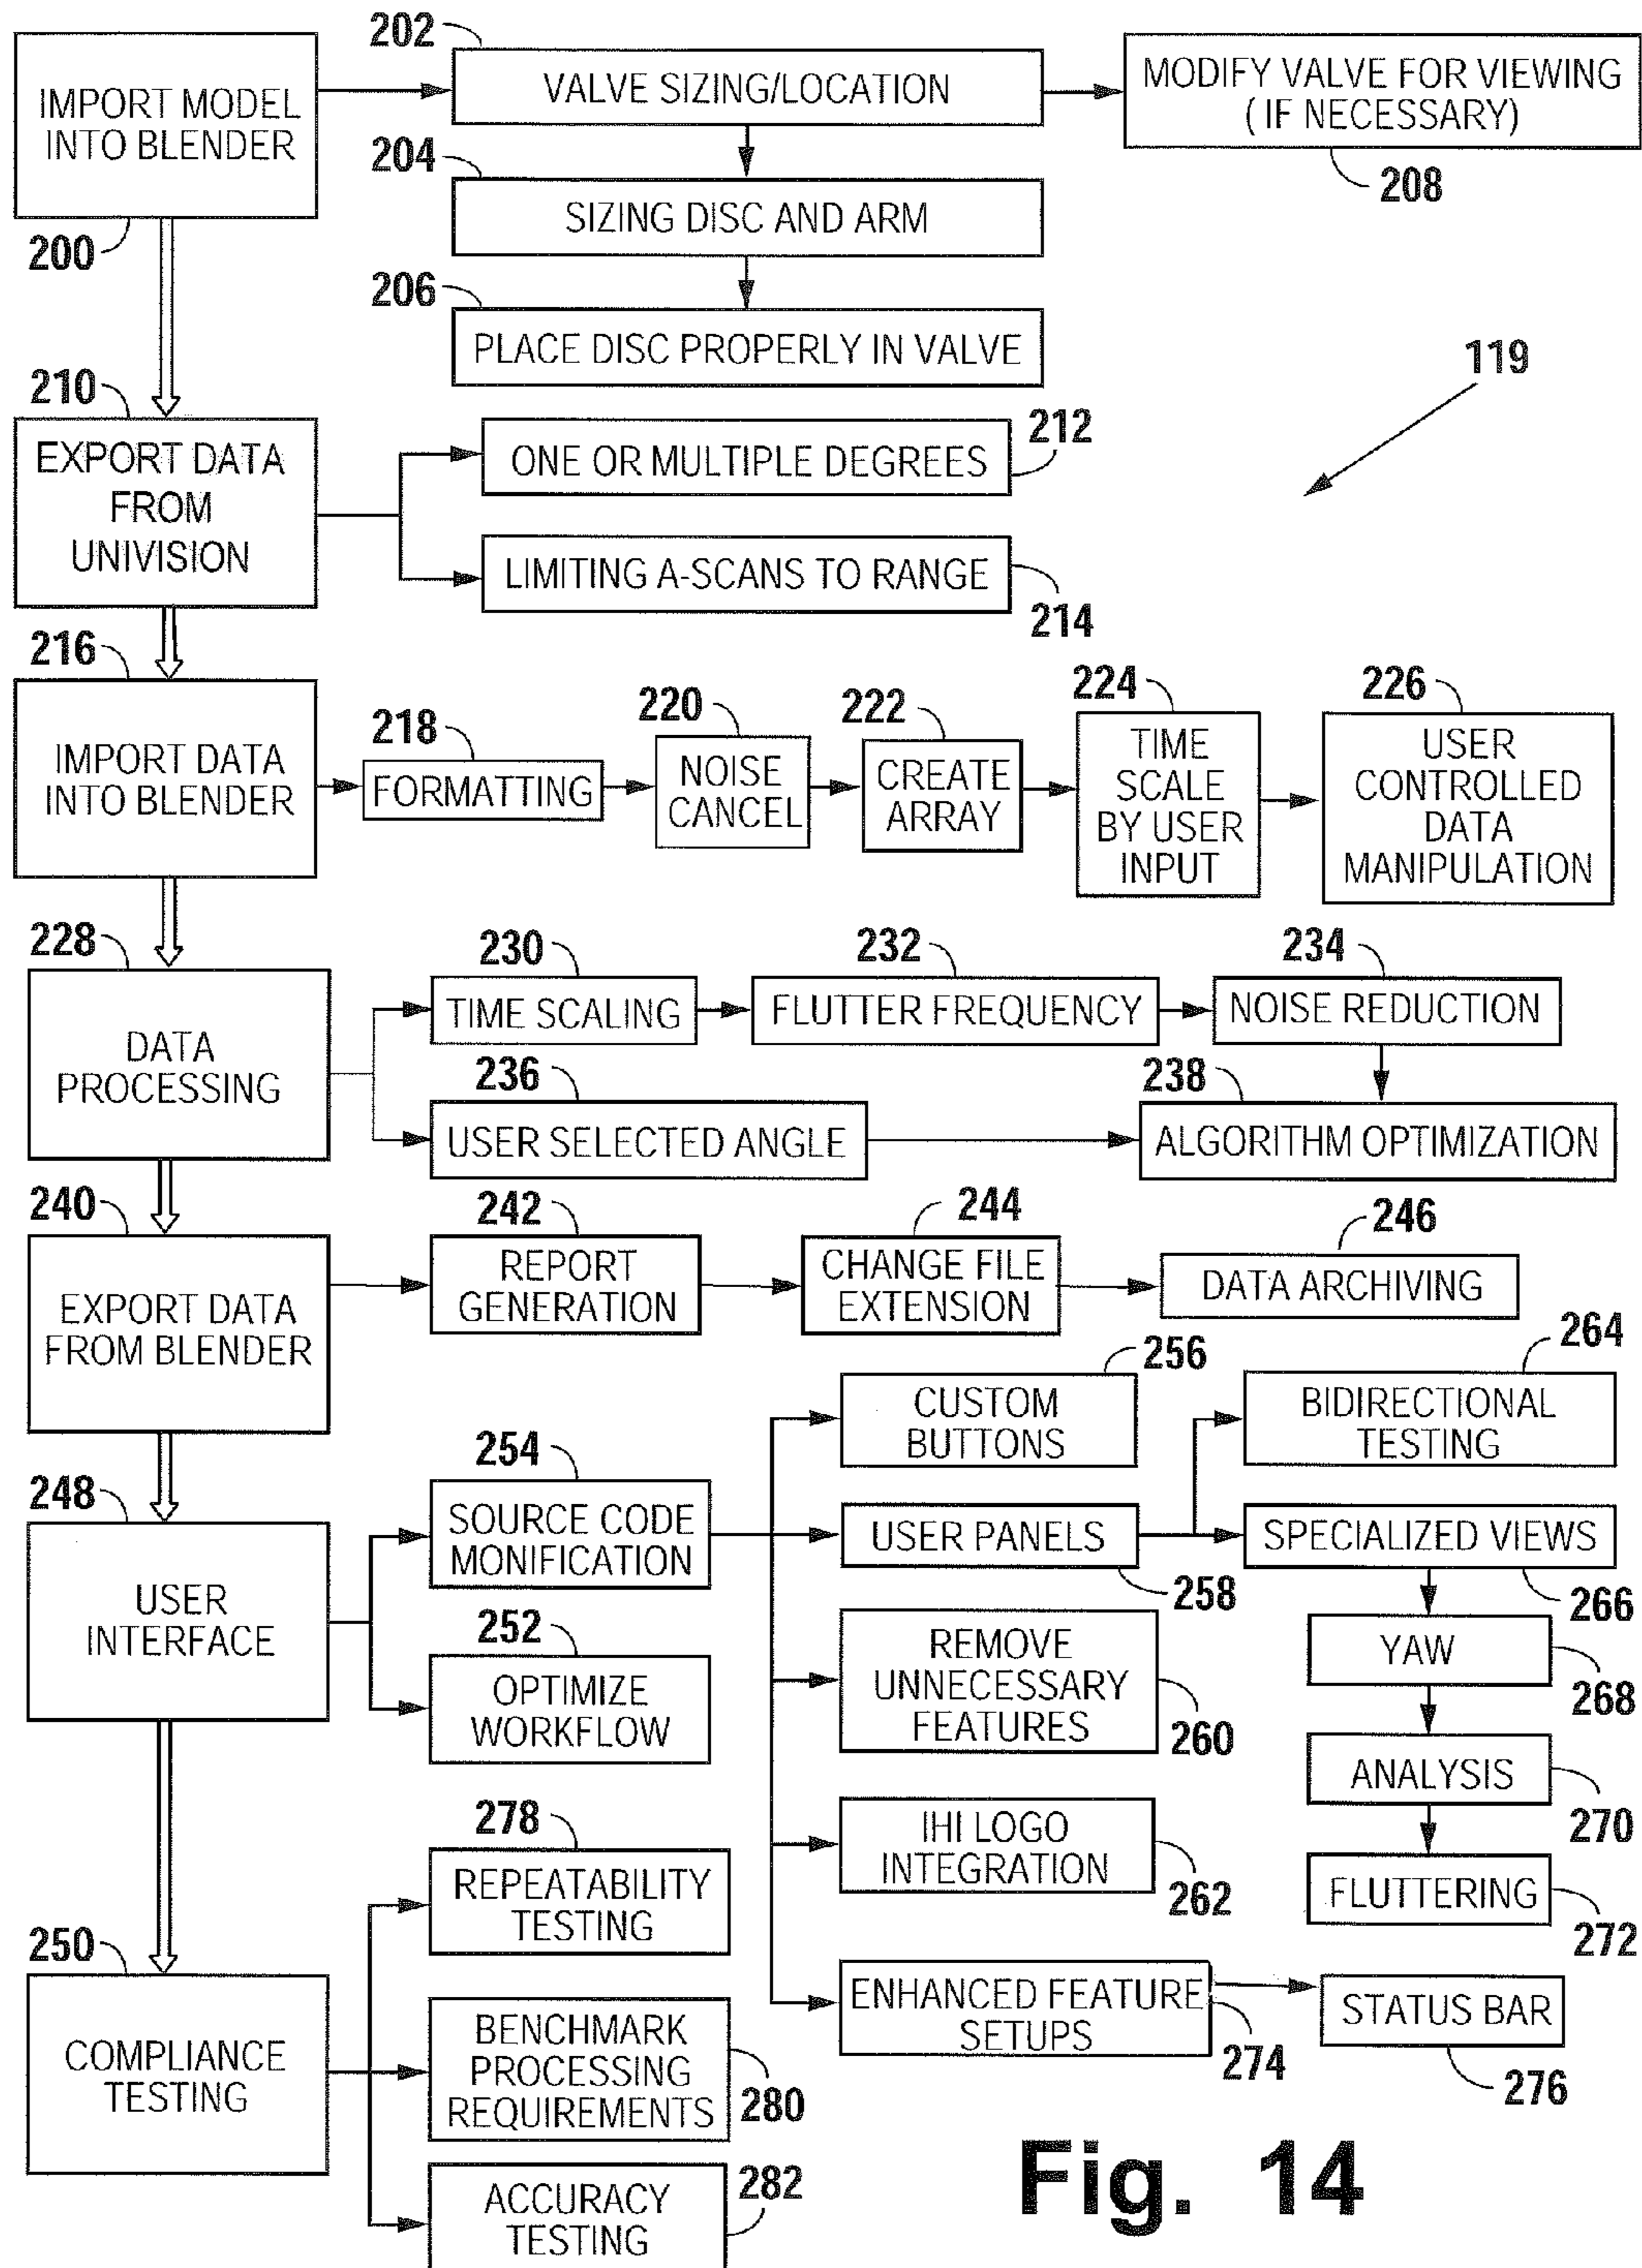 202
IMPORT MODEL
INTO BLENDER
200
VALVE SIZING/LOCATION
MODIFY VALVE FOR VIEWING
( IF NECESSARY)
208
204
SIZING DISC AND ARM
206
PLACE DISC PROPERLY IN VALVE
119
210
EXPORT DATA
FROM
UNIVISION
ONE OR MULTIPLE DEGREES
212
LIMITING A-SCANS TO RANGE
214
216
IMPORT DATA
INTO BLENDER
218
FORMATTING
220
NOISE
CANCEL
222
CREATE
ARRAY
224
TIME
SCALE
BY USER
INPUT
226
USER
CONTROLLED
DATA
MANIPULATION
228
DATA
PROCESSING
230
TIME SCALING
232
FLUTTER FREQUENCY
234
NOISE REDUCTION
236
USER SELECTED ANGLE
238
ALGORITHM OPTIMIZATION
240
EXPORT DATA
FROM BLENDER
242
REPORT
GENERATION
244
CHANGE FILE
EXTENSION
246
DATA ARCHIVING
248
USER
INTERFACE
254
SOURCE CODE
MONIFICATION
252
OPTIMIZE
WORKFLOW
256
CUSTOM
BUTTONS
264
BIDIRECTIONAL
TESTING
USER PANELS
258
SPECIALIZED VIEWS
266
REMOVE
UNNECESSARY
FEATURES
260
YAW
268
ANALYSIS
270
IHI LOGO
INTEGRATION
262
FLUTTERING
272
ENHANCED FEATURE
SETUPS
274
STATUS BAR
276
250
COMPLIANCE
TESTING
278
REPEATABILITY
TESTING
BENCHMARK
PROCESSING
REQUIREMENTS
280
ACCURACY
TESTING
282
Fig. 14